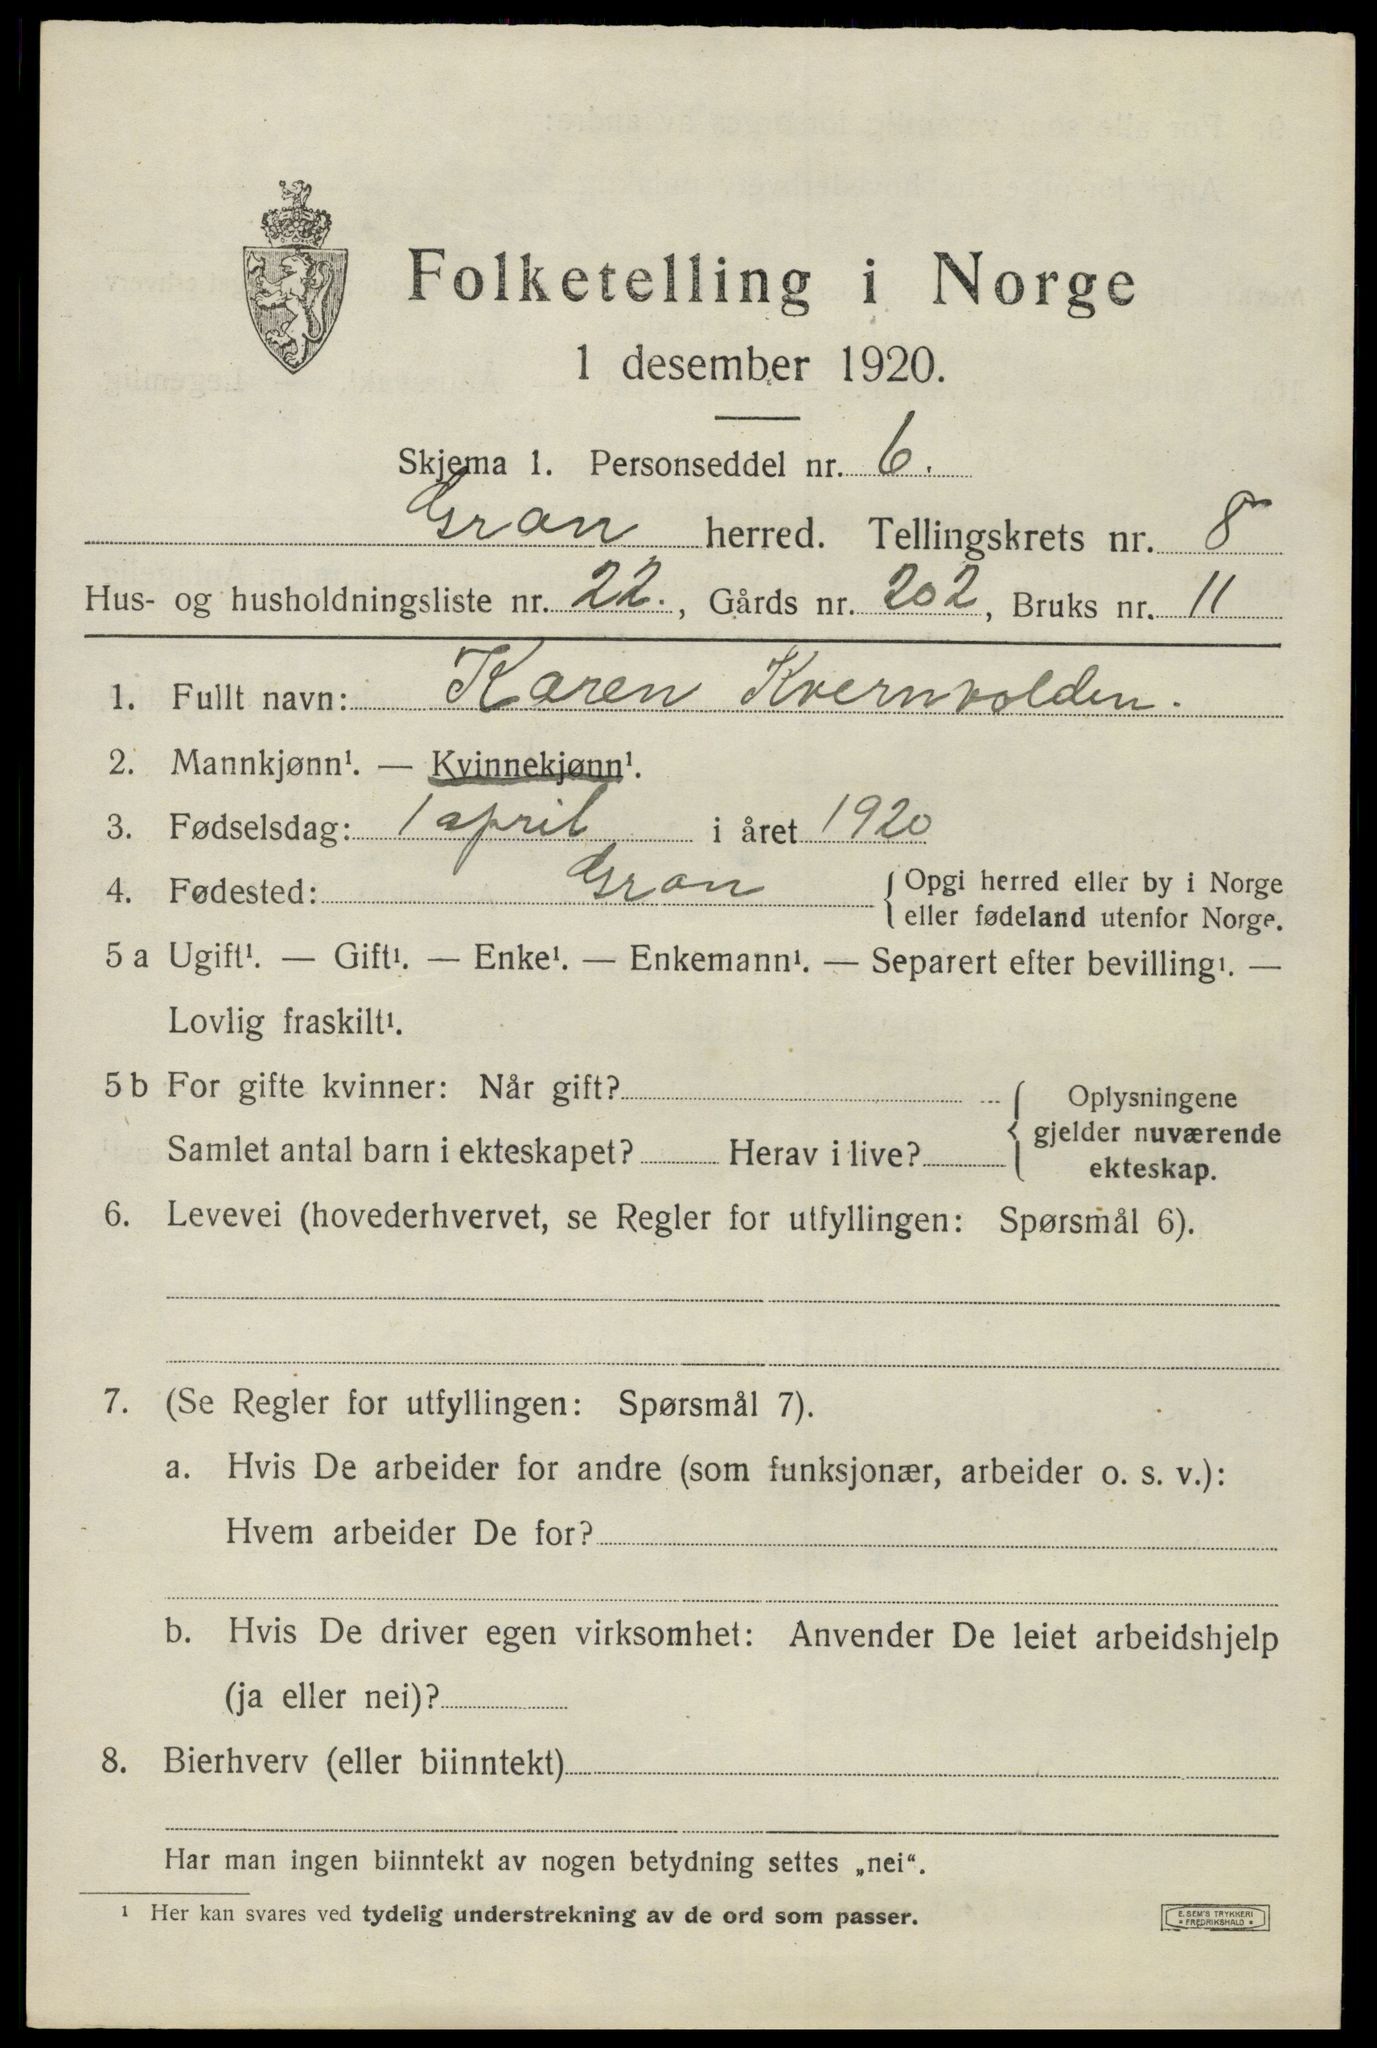 Folketelling i Norge
1 desember 1920.
Skjema 1. Personseddel nr. 6.
Gran herred. Tellingskrets nr. 8
Hus- og husholdningsliste nr. 22., Gårds nr. 202, Bruks nr. 11
1. Fullt navn: Karen Kvernvolden.
2. Mannkjønn¹. — Kvinnekjønn¹.
3. Fødselsdag: 1 april i året 1920
4. Fødested: Gran { Opgi herred eller by i Norge
eller fødeland utenfor Norge.
5 a Ugift¹. — Gift¹. — Enke¹. — Enkemann¹. — Separert efter bevilling¹. —
Lovlig fraskilt¹.
5 b For gifte kvinner: Når gift?
Samlet antal barn i ekteskapet? Herav i live?
{ Oplysningene
gjelder nuværende
ekteskap.
6. Levevei (hovederhvervet, se Regler for utfyllingen: Spørsmål 6).
7. (Se Regler for utfyllingen: Spørsmål 7).
a. Hvis De arbeider for andre (som funksjonær, arbeider o. s. v.):
Hvem arbeider De for?
b. Hvis De driver egen virksomhet: Anvender De leiet arbeidshjelp
(ja eller nei)?
8. Bierhverv (eller biinntekt)
Har man ingen biinntekt av nogen betydning settes „nei“.
¹ Her kan svares ved tydelig understrekning av de ord som passer.
E. SEM'S TRYKKERI
• FREDRIKSHALD •